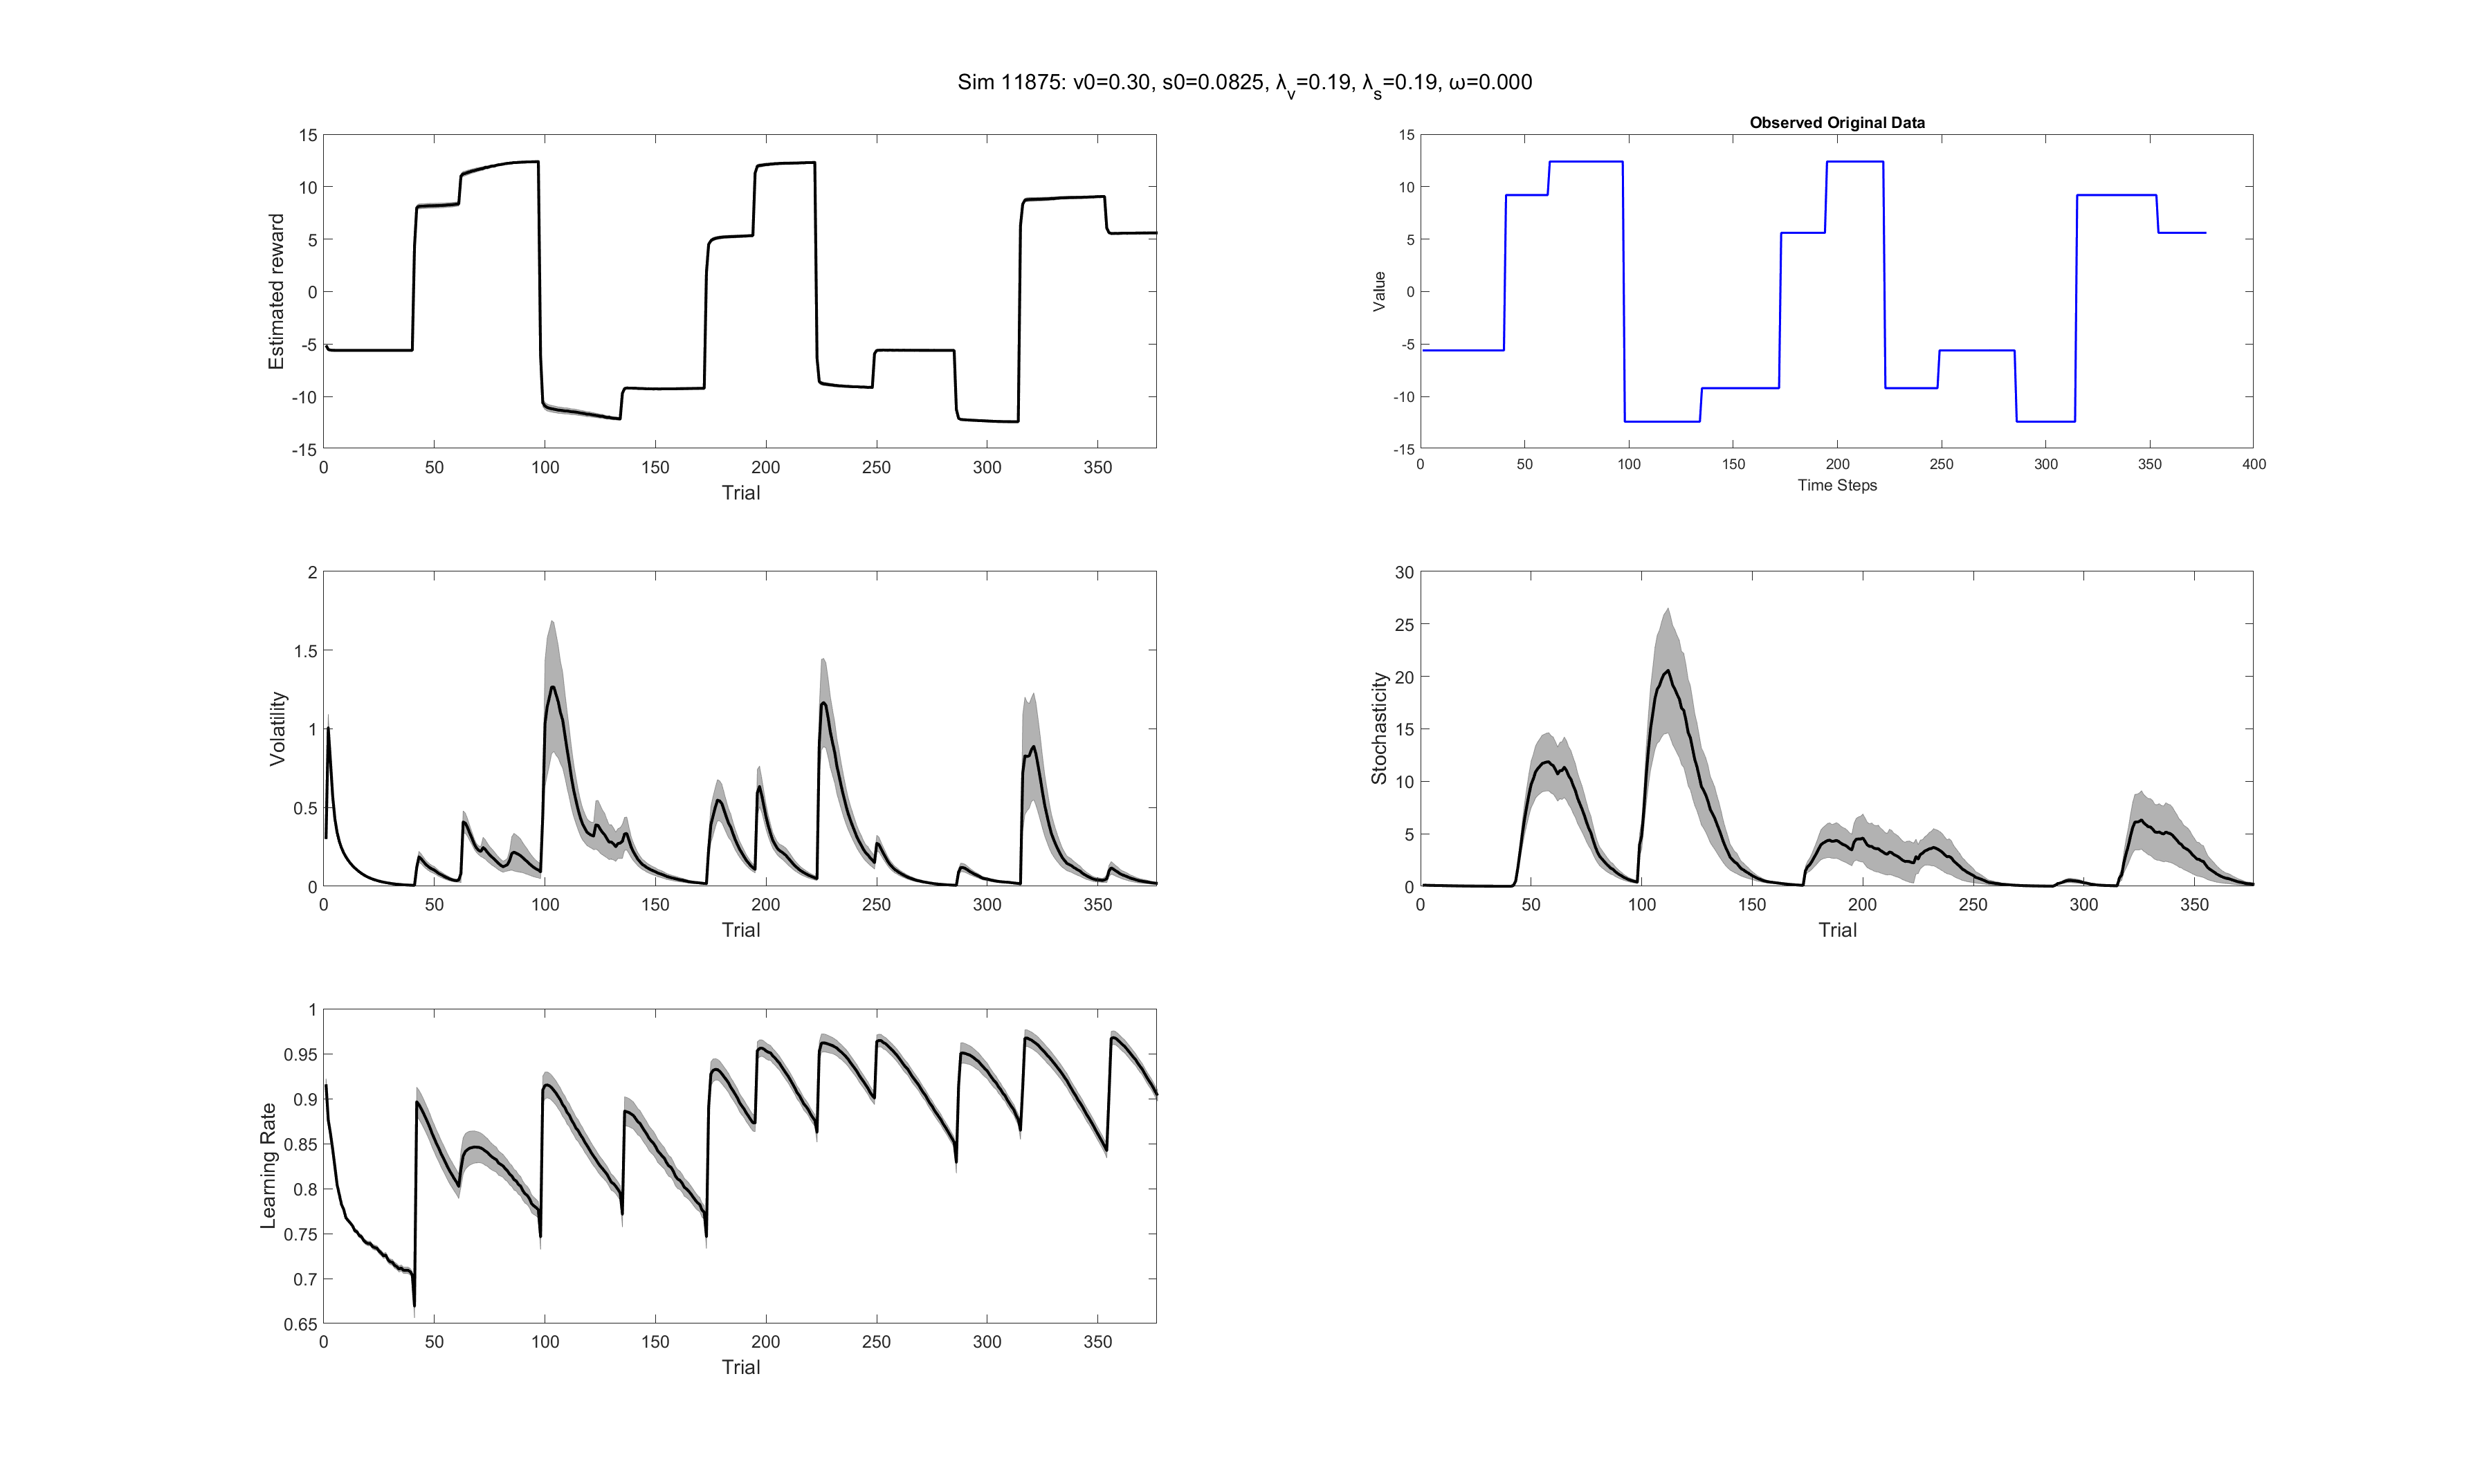 Sim 11875: v0=0.30, s0=0.0825, λv=0.19, λs=0.19, ω=0.000
15
10
5
0
-5
-10
-15
Estimated reward
0 50 100 150 200 250 300 350
Trial
Observed Original Data
15
10
5
0
-5
-10
-15
Value
0 50 100 150 200 250 300 350 400
Time Steps
2
1.5
1
0.5
0
Volatility
0 50 100 150 200 250 300 350
Trial
30
25
20
15
10
5
0
Stochasticity
0 50 100 150 200 250 300 350
Trial
1
0.95
0.9
0.85
0.8
0.75
0.7
0.65
Learning Rate
0 50 100 150 200 250 300 350
Trial